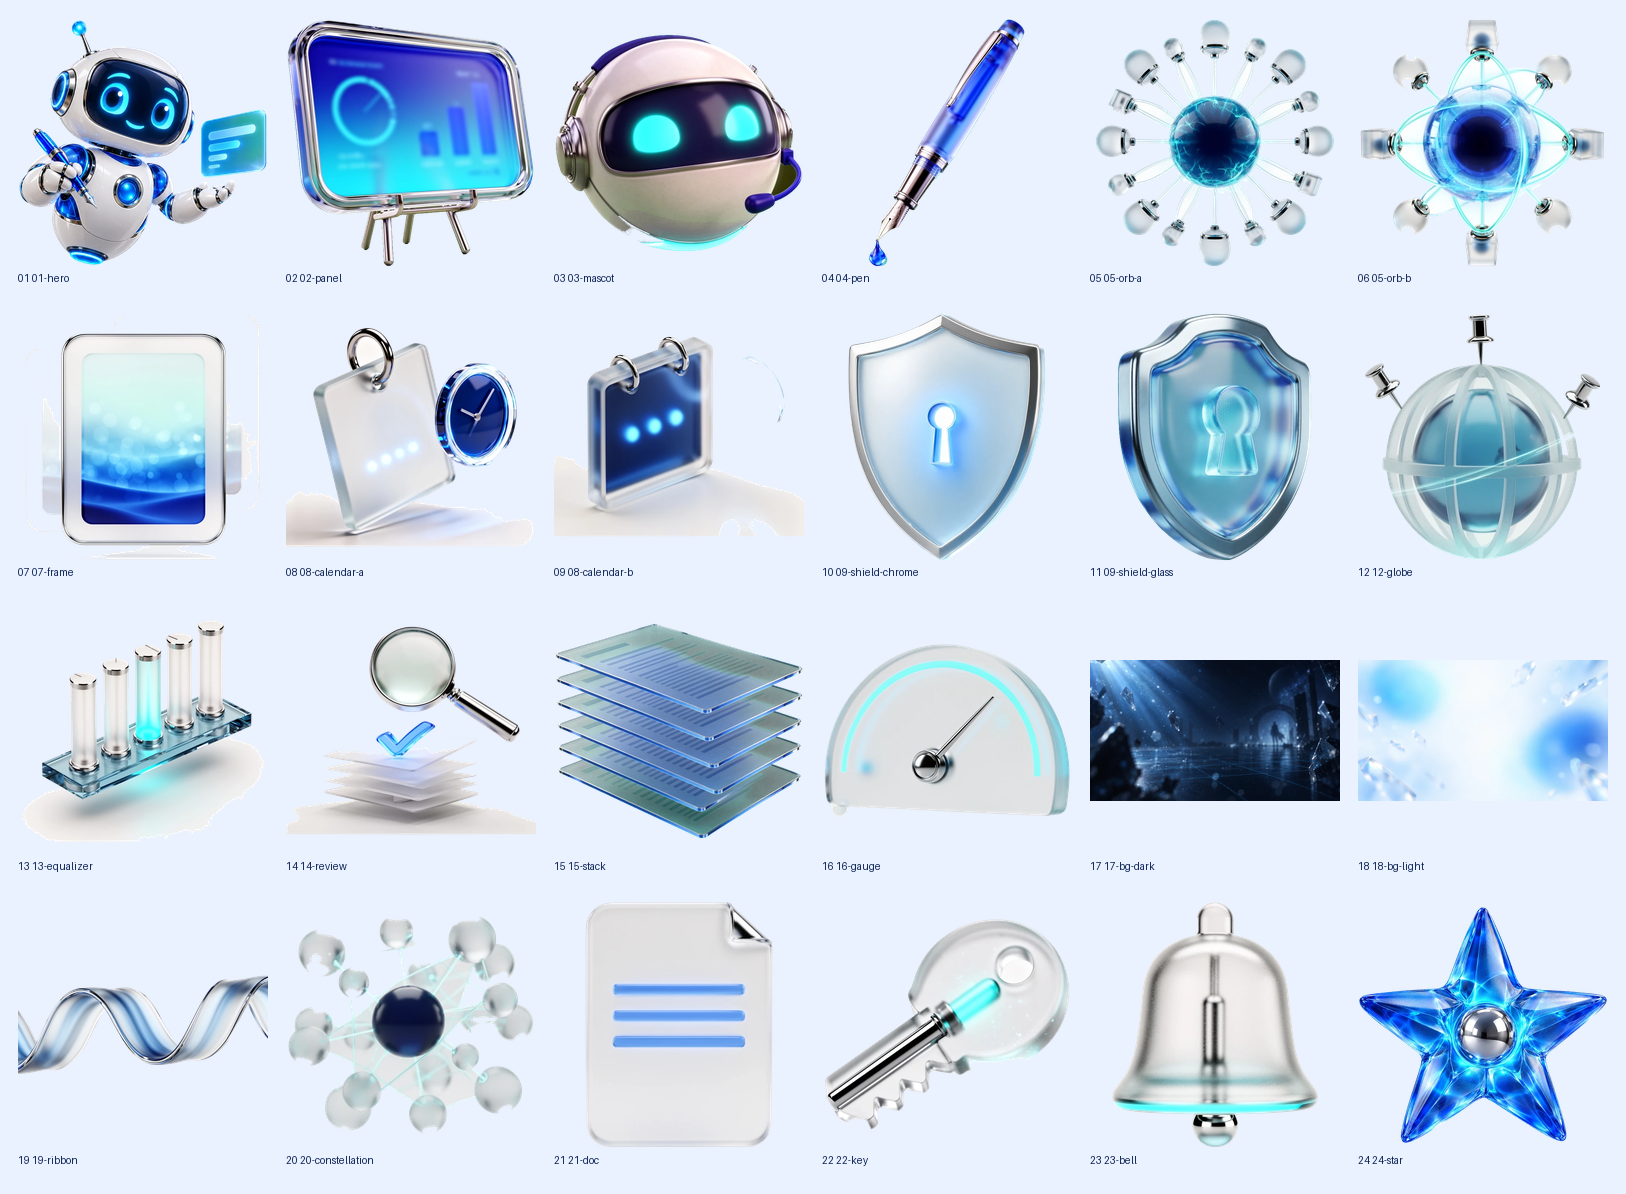 01 01-hero
02 02-panel
03 03-mascot
04 04-pen
05 05-orb-a
06 05-orb-b
07 07-frame
08 08-calendar-a
09 08-calendar-b
10 09-shield-chrome
11 09-shield-glass
12 12-globe
13 13-equalizer
14 14-review
15 15-stack
16 16-gauge
17 17-bg-dark
18 18-bg-light
19 19-ribbon
20 20-constellation
21 21-doc
22 22-key
23 23-bell
24 24-star